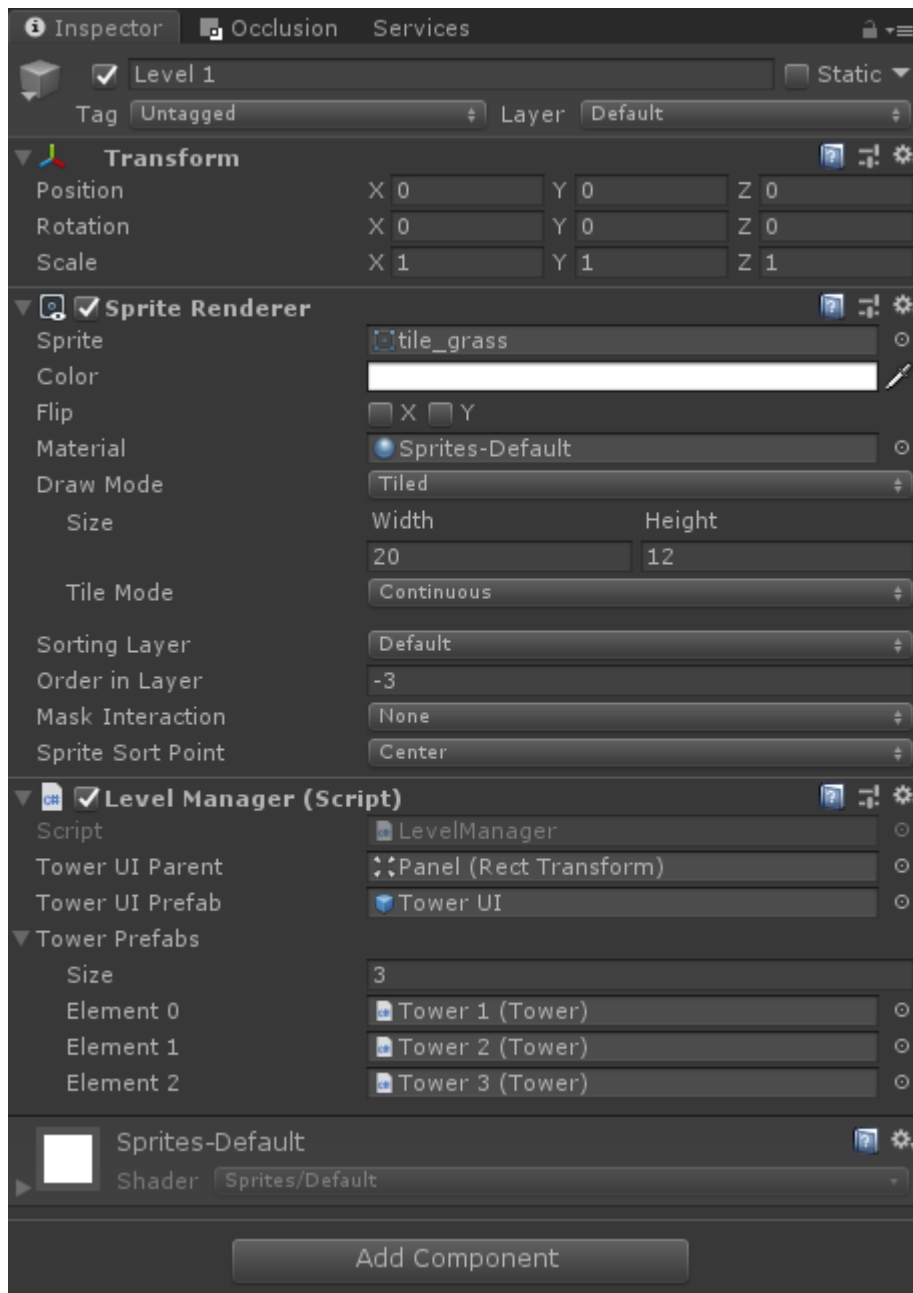 Inspector Occlusion Services
Level 1 Static
Tag Untagged Layer Default
Transform
Position X 0 Y 0 Z 0
Rotation X 0 Y 0 Z 0
Scale X 1 Y 1 Z 1
Sprite Renderer
Sprite tile_grass
Color
Flip X Y
Material Sprites-Default
Draw Mode Tiled
Size Width Height
20 12
Tile Mode Continuous
Sorting Layer Default
Order in Layer -3
Mask Interaction None
Sprite Sort Point Center
Level Manager (Script)
Script LevelManager
Tower UI Parent Panel (Rect Transform)
Tower UI Prefab Tower UI
Tower Prefabs
Size 3
Element 0 Tower 1 (Tower)
Element 1 Tower 2 (Tower)
Element 2 Tower 3 (Tower)
Sprites-Default
Shader Sprites/Default
Add Component